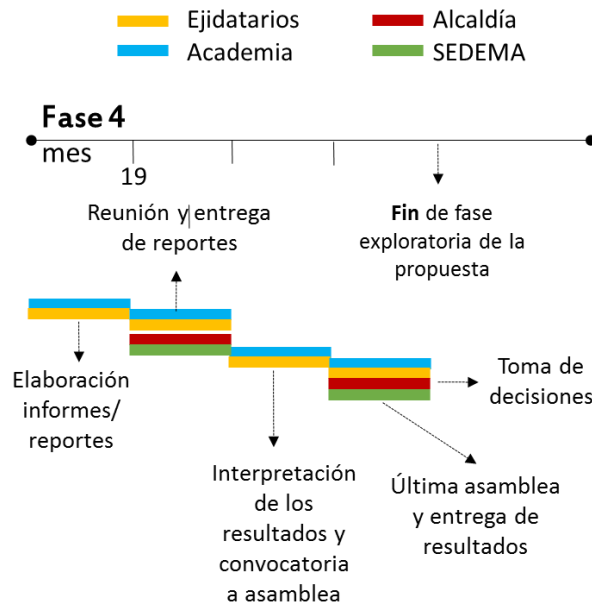 Ejidatarios
Alcaldía
Academia
SEDEMA
Fase 4
mes
19
Reunión y entrega
de reportes
Fin de fase
exploratoria de la
propuesta
Elaboración
informes/
reportes
Toma de
decisiones
Interpretación
de los
resultados y
convocatoria
a asamblea
Última asamblea
y entrega de
resultados